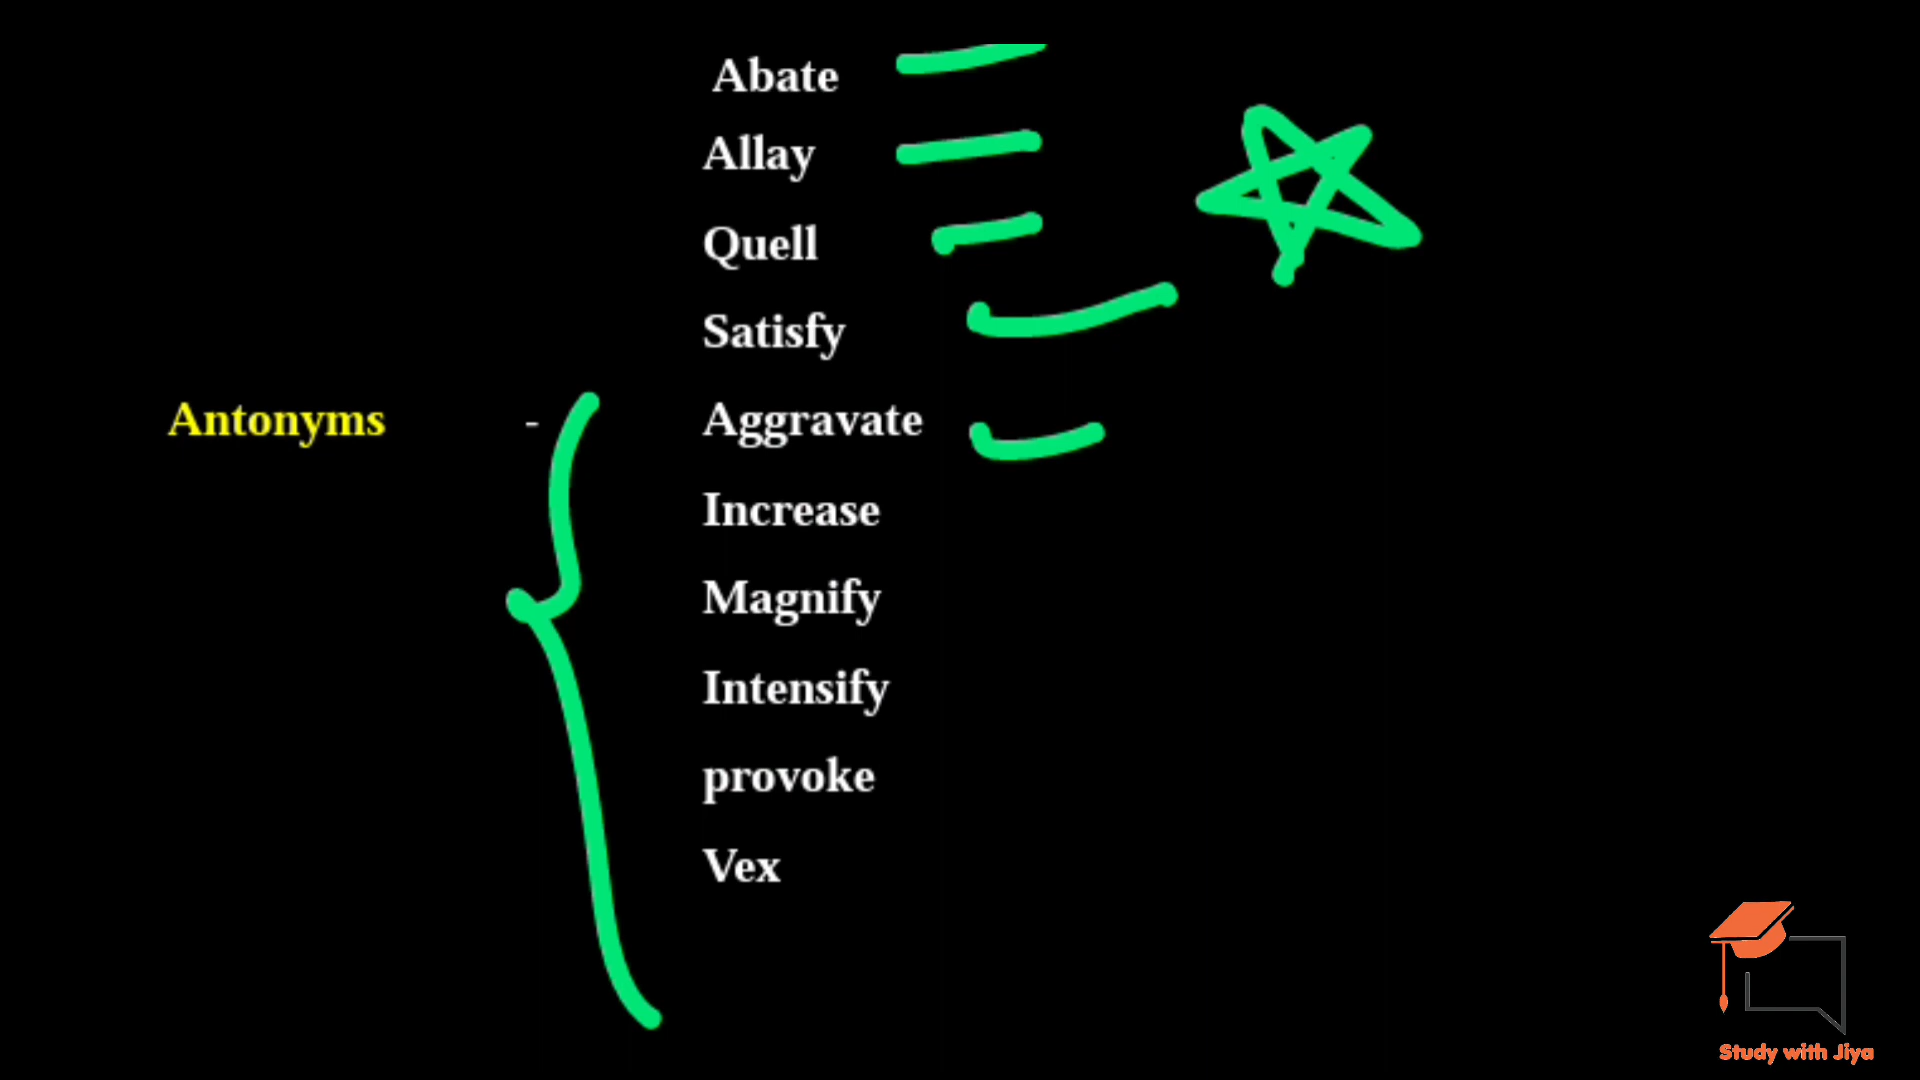 Abate
Allay
Quell
Satisfy
Antonyms - Aggravate
Increase
Magnify
Intensify
provoke
Vex
Study with Jiya